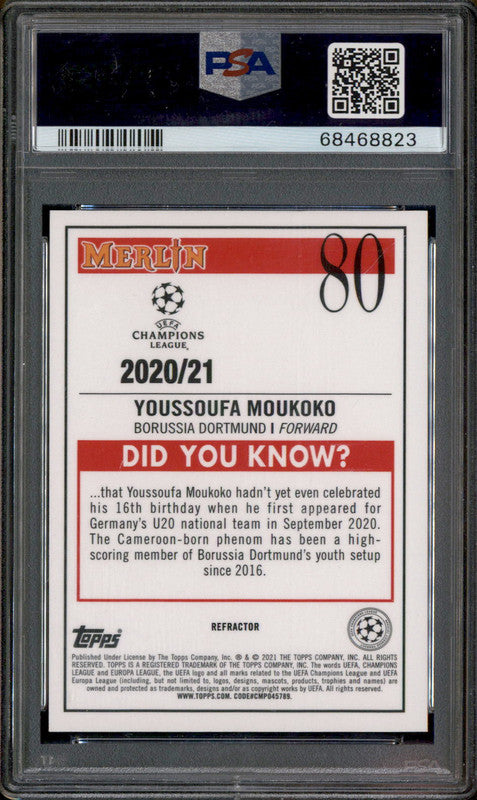 PSA
68468823
MERLIN
80
UEFA
CHAMPIONS
LEAGUE
2020/21
YOUSSOUFA MOUKOKO
BORUSSIA DORTMUND | FORWARD
DID YOU KNOW?
...that Youssoufa Moukoko hadn't yet even celebrated
his 16th birthday when he first appeared for
Germany's U20 national team in September 2020.
The Cameroon-born phenom has been a high-
scoring member of Borussia Dortmund's youth setup
since 2016.
REFRACTOR
Topps
Published Under License by The Topps Company, Inc. ® & © 2021 THE TOPPS COMPANY, INC. ALL RIGHTS
RESERVED. TOPPS IS A REGISTERED TRADEMARK OF THE TOPPS COMPANY, INC. The words UEFA, CHAMPIONS
LEAGUE and EUROPA LEAGUE, the UEFA logo and all marks related to the UEFA Champions League and UEFA
Europa League (including, but not limited to, logos, designs, mascots, products, trophies and names) are
owned and protected as trademarks, designs and/or as copyright works by UEFA. All rights reserved.
WWW.TOPPS.COM. CODE#CMP045789.
PSA